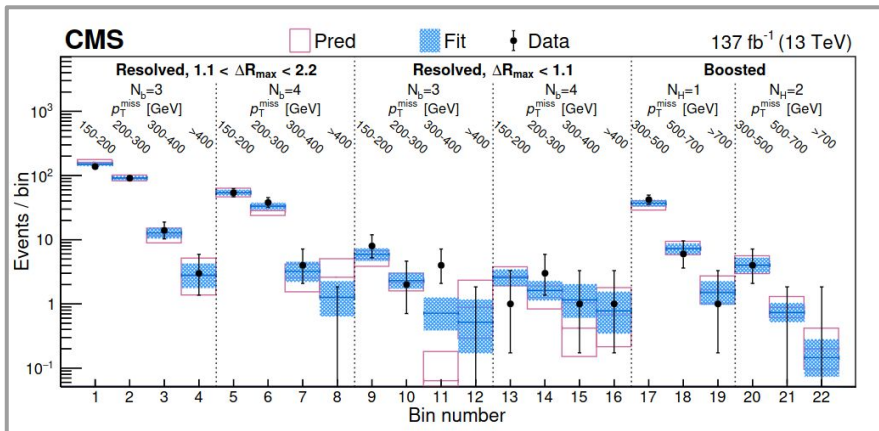 CMS Pred Fit Data 137 fb⁻¹ (13 TeV)
Resolved, 1.1 < ΔR_max < 2.2 Resolved, ΔR_max < 1.1 Boosted
N_b=3 N_b=4 N_b=3 N_b=4 N_H=1 N_H=2
p_T^miss [GeV] p_T^miss [GeV] p_T^miss [GeV] p_T^miss [GeV] p_T^miss [GeV] p_T^miss [GeV]
150-200 200-300 300-400 >400 150-200 200-300 300-400 >400 150-200 200-300 300-400 >400 150-200 200-300 300-400 >400 300-500 500-700 >700 300-500 500-700 >700
Events / bin
10³
10²
10
1
10⁻¹
1 2 3 4 5 6 7 8 9 10 11 12 13 14 15 16 17 18 19 20 21 22
Bin number